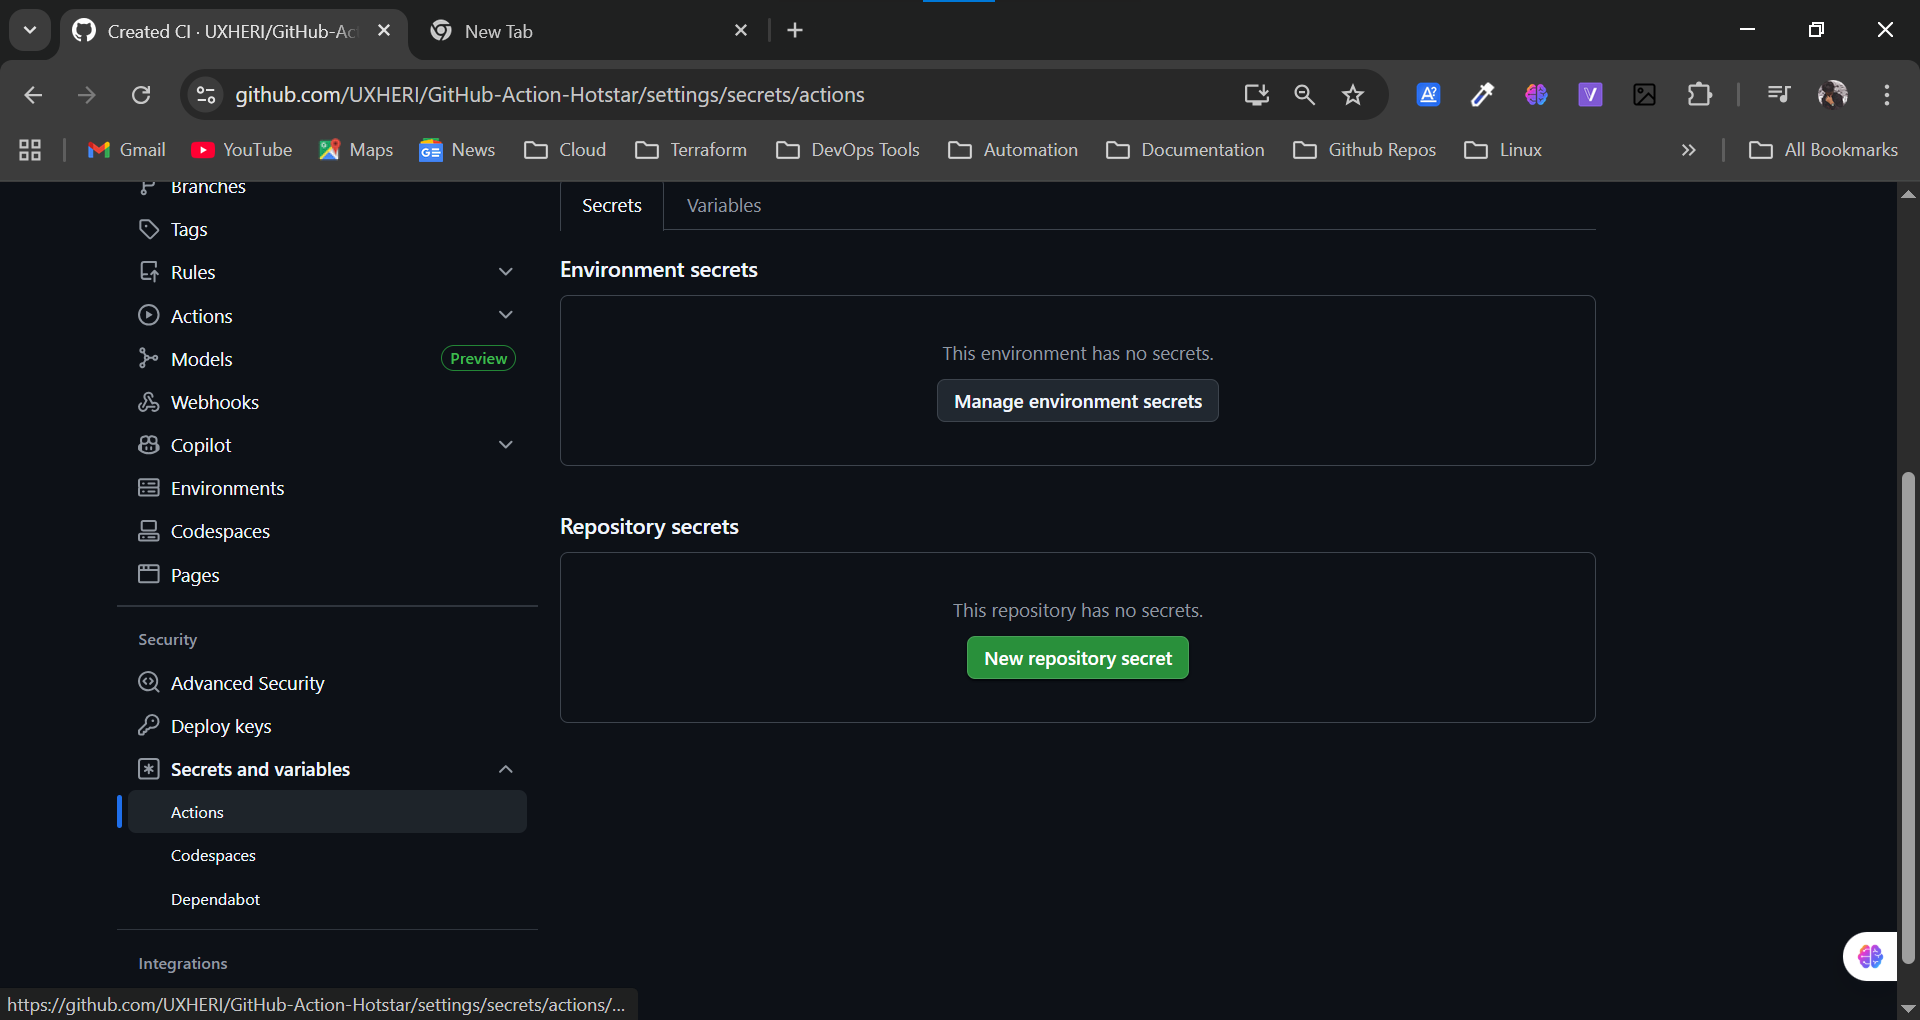 Created CI · UXHERI/GitHub-Ac
New Tab
github.com/UXHERI/GitHub-Action-Hotstar/settings/secrets/actions
Gmail
YouTube
Maps
News
Cloud
Terraform
DevOps Tools
Automation
Documentation
Github Repos
Linux
All Bookmarks
Branches
Tags
Rules
Actions
Models
Preview
Webhooks
Copilot
Environments
Codespaces
Pages
Security
Advanced Security
Deploy keys
Secrets and variables
Actions
Codespaces
Dependabot
Integrations
Secrets
Variables
Environment secrets
This environment has no secrets.
Manage environment secrets
Repository secrets
This repository has no secrets.
New repository secret
https://github.com/UXHERI/GitHub-Action-Hotstar/settings/secrets/actions/...